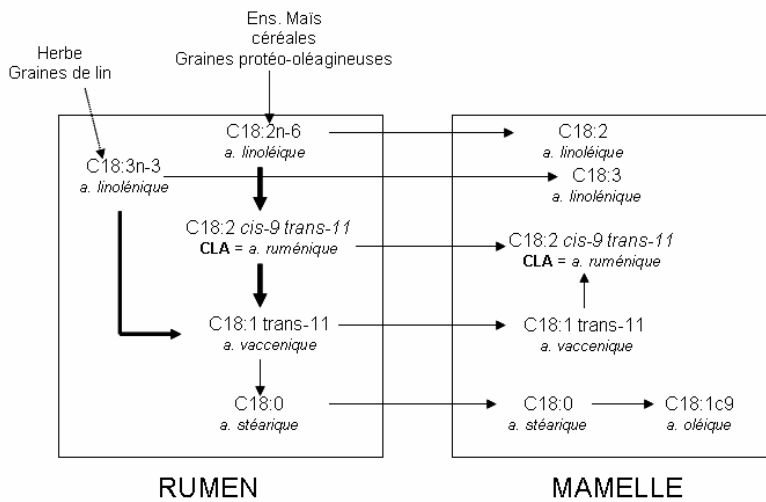 Ens. Maïs
céréales
Graines protéo-oléagineuses
Herbe
Graines de lin
C18:2n-6
a. linoléique
C18:3n-3
a. linolénique
C18:2 cis-9 trans-11
CLA = a. ruménique
C18:1 trans-11
a. vaccenique
C18:0
a. stéarique
C18:2
a. linoléique
C18:3
a. linolénique
C18:2 cis-9 trans-11
CLA = a. ruménique
C18:1 trans-11
a. vaccenique
C18:0
a. stéarique
C18:1c9
a. oléique
RUMEN
MAMELLE